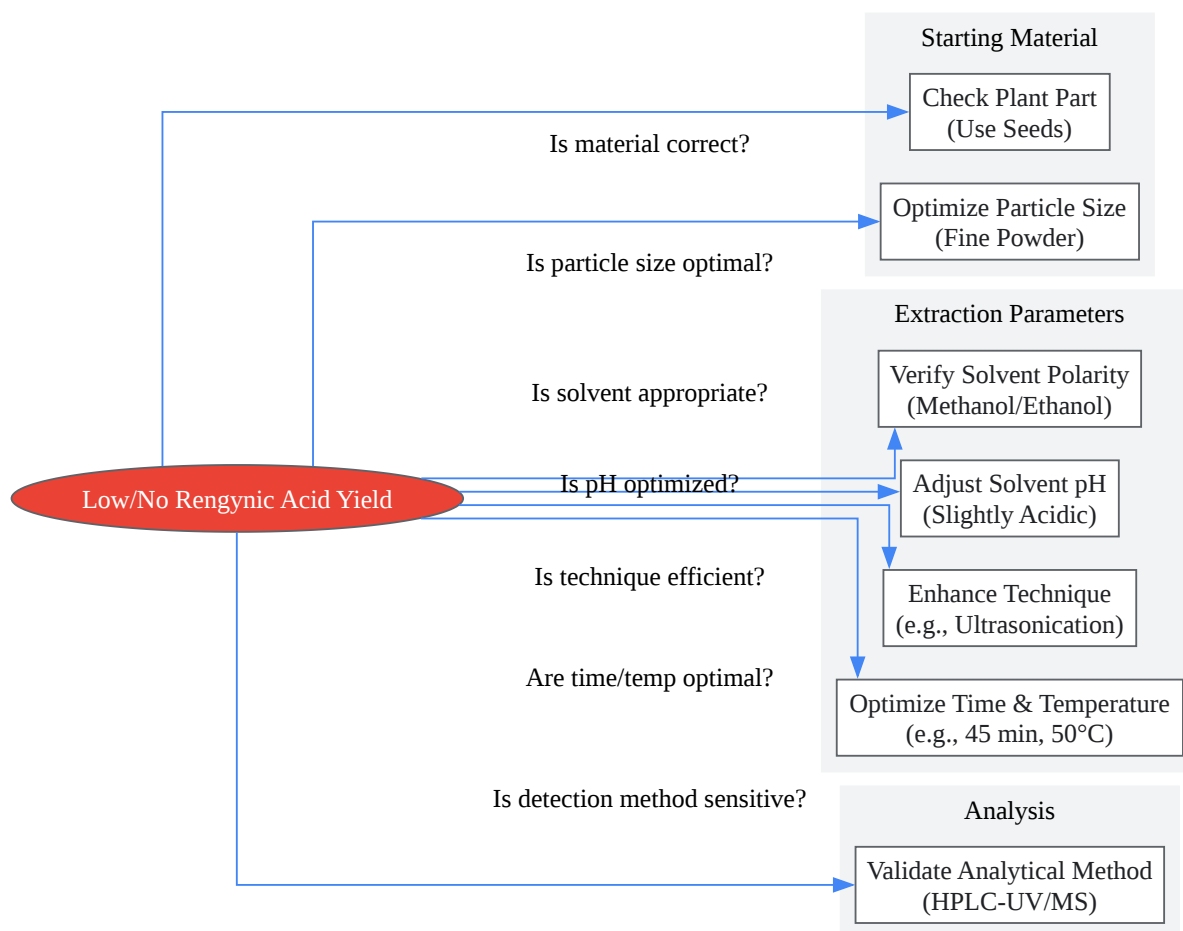 Starting Material
Check Plant Part
(Use Seeds)
Is material correct?
Optimize Particle Size
(Fine Powder)
Is particle size optimal?
Extraction Parameters
Verify Solvent Polarity
(Methanol/Ethanol)
Is solvent appropriate?
Low/No Rengynic Acid Yield
Is pH optimized?
Adjust Solvent pH
(Slightly Acidic)
Is technique efficient?
Enhance Technique
(e.g., Ultrasonication)
Are time/temp optimal?
Optimize Time & Temperature
(e.g., 45 min, 50°C)
Is detection method sensitive?
Analysis
Validate Analytical Method
(HPLC-UV/MS)